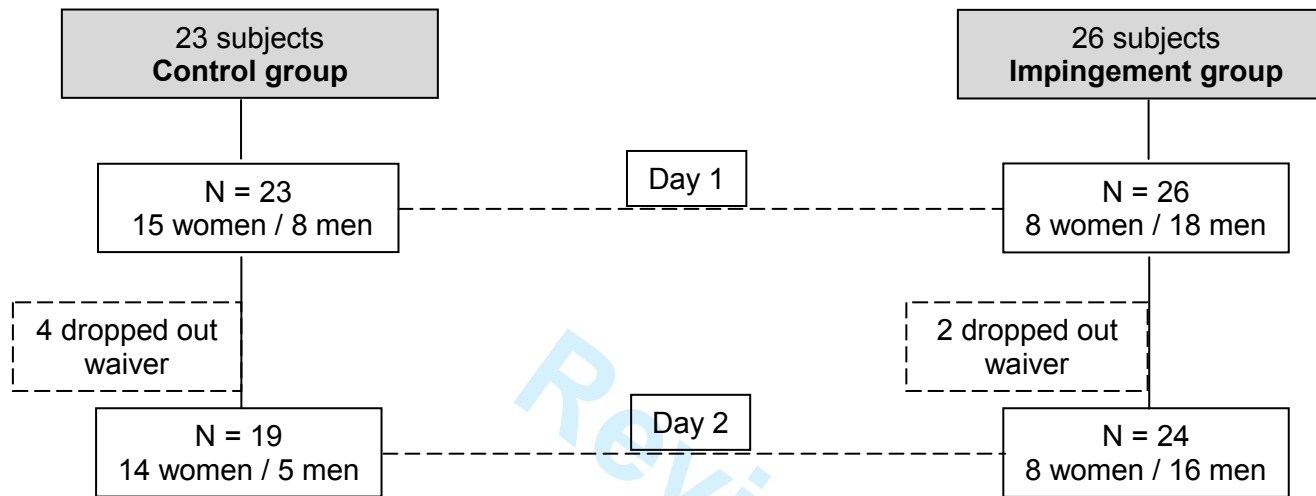 23 subjects
Control group
26 subjects
Impingement group
N = 23
15 women / 8 men
Day 1
N = 26
8 women / 18 men
4 dropped out
waiver
2 dropped out
waiver
N = 19
14 women / 5 men
Day 2
N = 24
8 women / 16 men